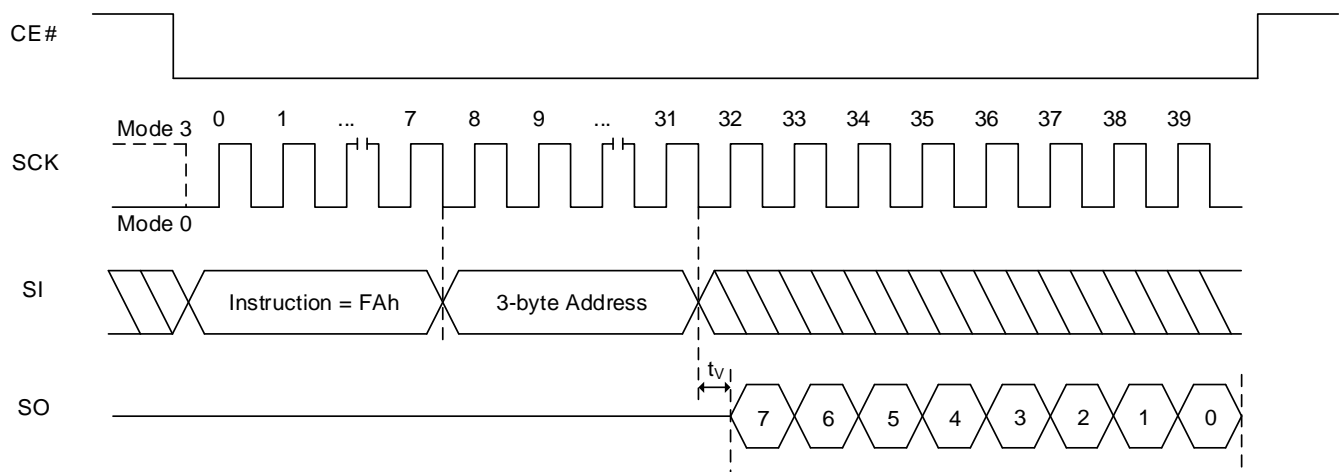 CE#
Mode 3
0 1 ... 7 8 9 ... 31 32 33 34 35 36 37 38 39
SCK
Mode 0
SI
Instruction = FAh
3-byte Address
tV
SO
7 6 5 4 3 2 1 0